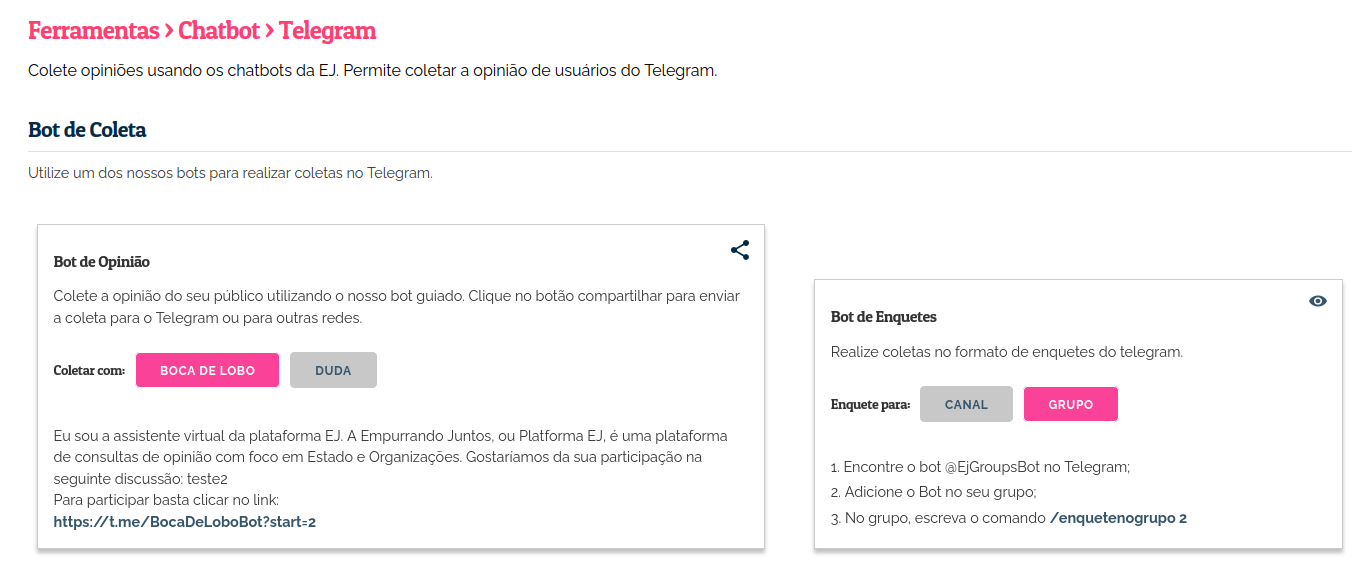 Ferramentas > Chatbot > Telegram
Colete opiniões usando os chatbots da EJ. Permite coletar a opinião de usuários do Telegram.
Bot de Coleta
Utilize um dos nossos bots para realizar coletas no Telegram.
Bot de Opinião
Colete a opinião do seu público utilizando o nosso bot guiado. Clique no botão compartilhar para enviar
a coleta para o Telegram ou para outras redes.
Coletar com: BOCA DE LOBO DUDA
Eu sou a assistente virtual da plataforma EJ. A Empurrando Juntos, ou Platforma EJ, é uma plataforma
de consultas de opinião com foco em Estado e Organizações. Gostaríamos da sua participação na
seguinte discussão: teste2
Para participar basta clicar no link:
https://t.me/BocaDeLoboBot?start=2
Bot de Enquetes
Realize coletas no formato de enquetes do telegram.
Enquete para: CANAL GRUPO
1. Encontre o bot @EjGroupsBot no Telegram;
2. Adicione o Bot no seu grupo;
3. No grupo, escreva o comando /enquetenogrupo 2